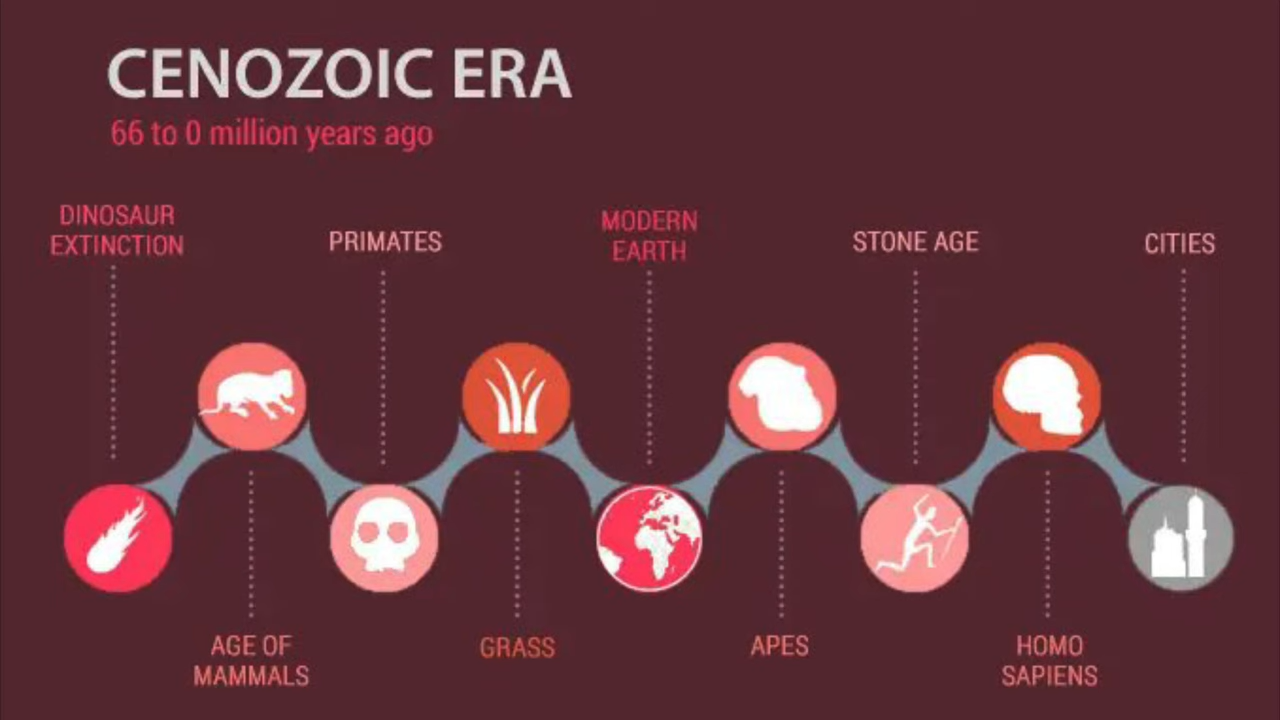 CENOZOIC ERA
66 to 0 million years ago
DINOSAUR
EXTINCTION
PRIMATES
MODERN
EARTH
STONE AGE
CITIES
AGE OF
MAMMALS
GRASS
APES
HOMO
SAPIENS